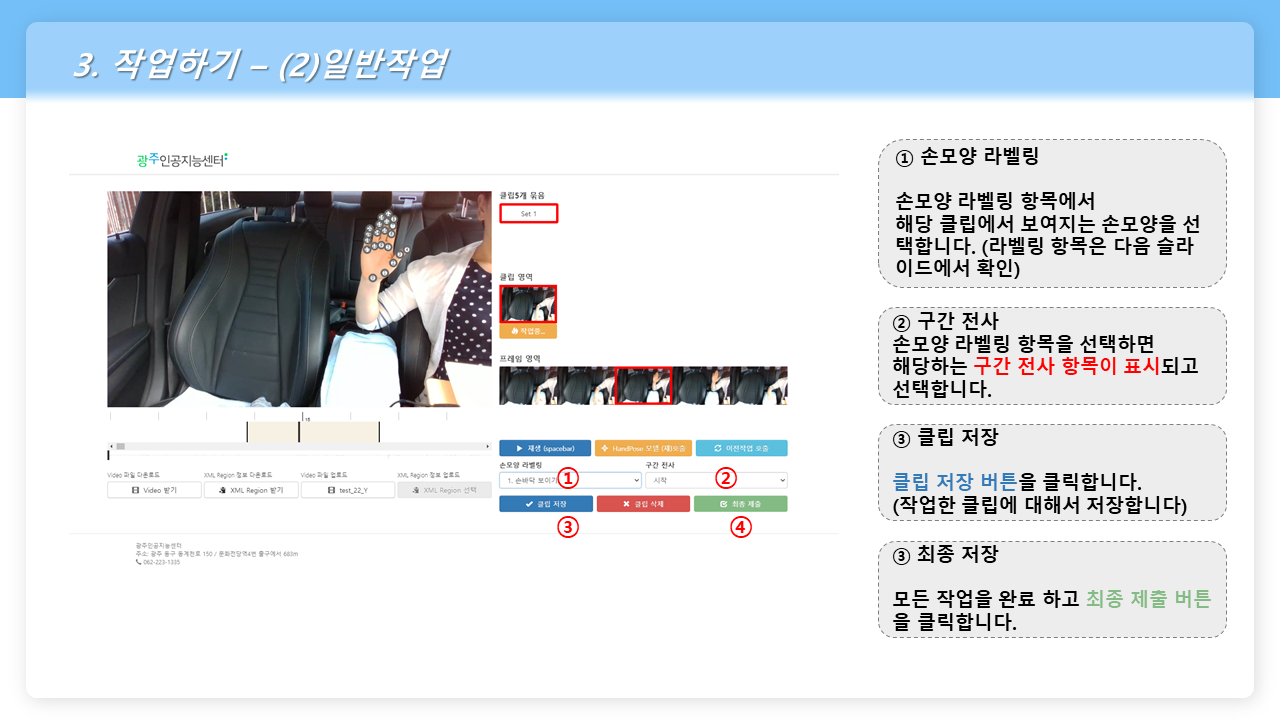 3. 작업하기 – (2)일반작업
광주인공지능센터
클립5개 묶음
Set 1
클립 영역
작업중...
프레임 영역
15
재생 (spacebar)
HandPose 모델 (재)호출
이전작업 호출
Video 파일 다운로드
XML Region 정보 다운로드
Video 파일 업로드
XML Region 정보 업로드
Video 받기
XML Region 받기
test_22_Y
XML Region 선택
손모양 라벨링
구간 전사
1. 손바닥 보이기
①
시작
②
클립 저장
클립 삭제
최종 제출
③
④
광주인공지능센터
주소: 광주 동구 동계천로 150 / 문화전당역4번 출구에서 683m
062-223-1335
① 손모양 라벨링
손모양 라벨링 항목에서
해당 클립에서 보여지는 손모양을 선
택합니다. (라벨링 항목은 다음 슬라
이드에서 확인)
② 구간 전사
손모양 라벨링 항목을 선택하면
해당하는 구간 전사 항목이 표시되고
선택합니다.
③ 클립 저장
클립 저장 버튼을 클릭합니다.
(작업한 클립에 대해서 저장합니다)
③ 최종 저장
모든 작업을 완료 하고 최종 제출 버튼
을 클릭합니다.